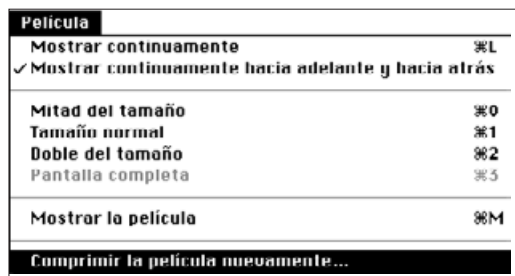 Película
Mostrar continuamente ⌘L
✓Mostrar continuamente hacia adelante y hacia atrás
Mitad del tamaño ⌘0
Tamaño normal ⌘1
Doble del tamaño ⌘2
Pantalla completa ⌘3
Mostrar la película ⌘M
Comprimir la película nuevamente...